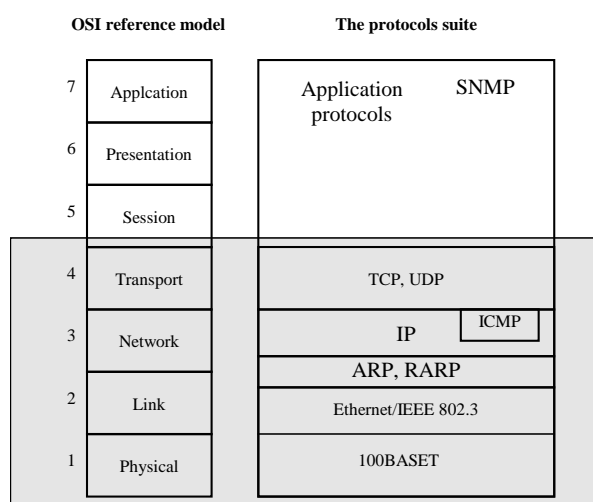 OSI reference model The protocols suite
7 Applcation Application protocols SNMP
6 Presentation
5 Session
4 Transport TCP, UDP
3 Network IP ICMP
ARP, RARP
2 Link Ethernet/IEEE 802.3
1 Physical 100BASET